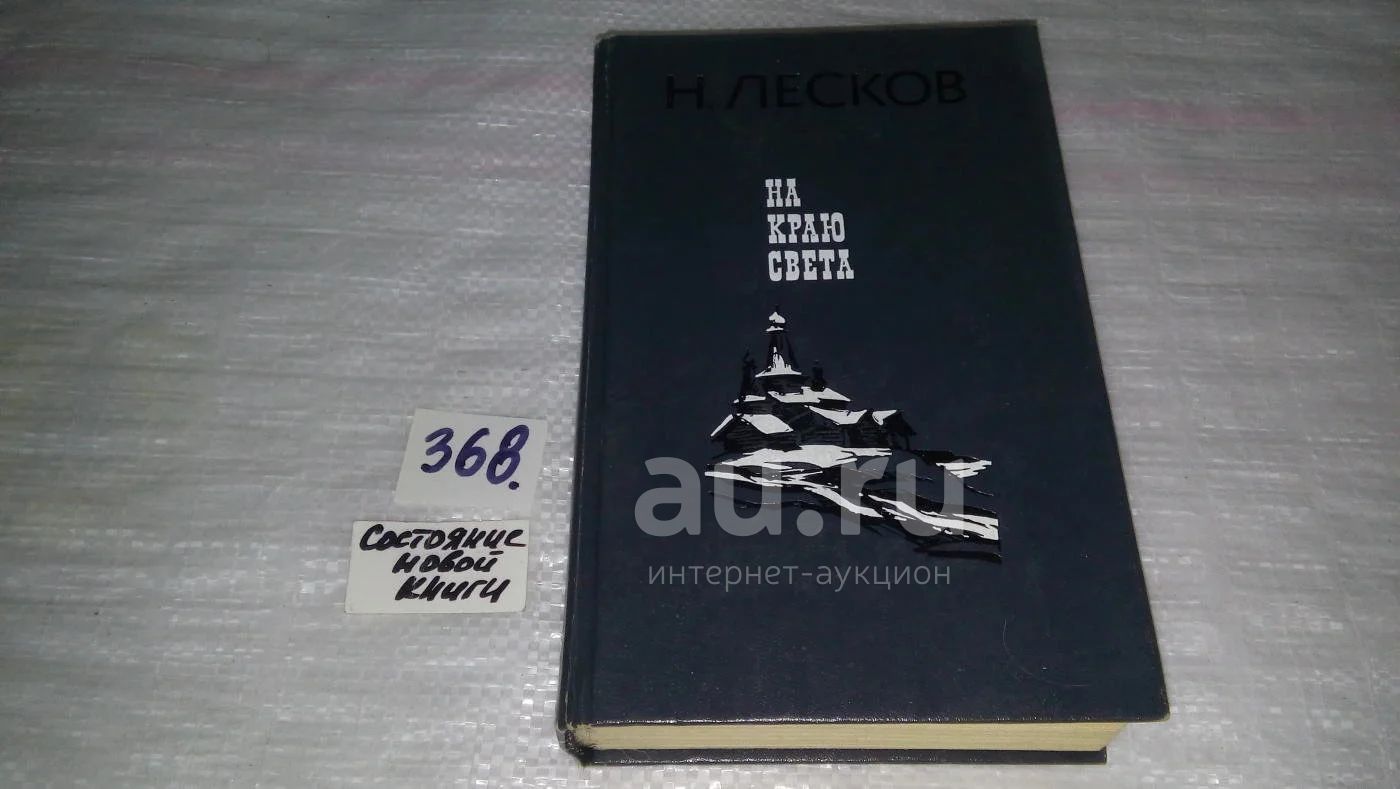 Н. ЛЕСКОВ
НА
КРАЮ
СВЕТА
368.
Состояние
новой
книги
au.ru
интернет-аукцион